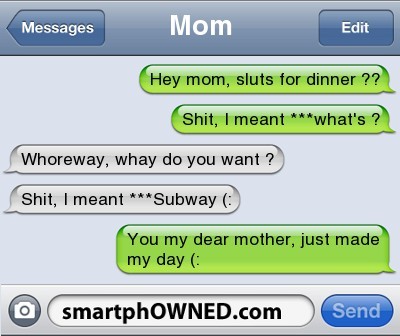 Messages
Mom
Edit
Hey mom, sluts for dinner ??
Shit, I meant ***what's ?
Whoreway, whay do you want ?
Shit, I meant ***Subway (:
You my dear mother, just made
my day (:
smartphOWNED.com
Send